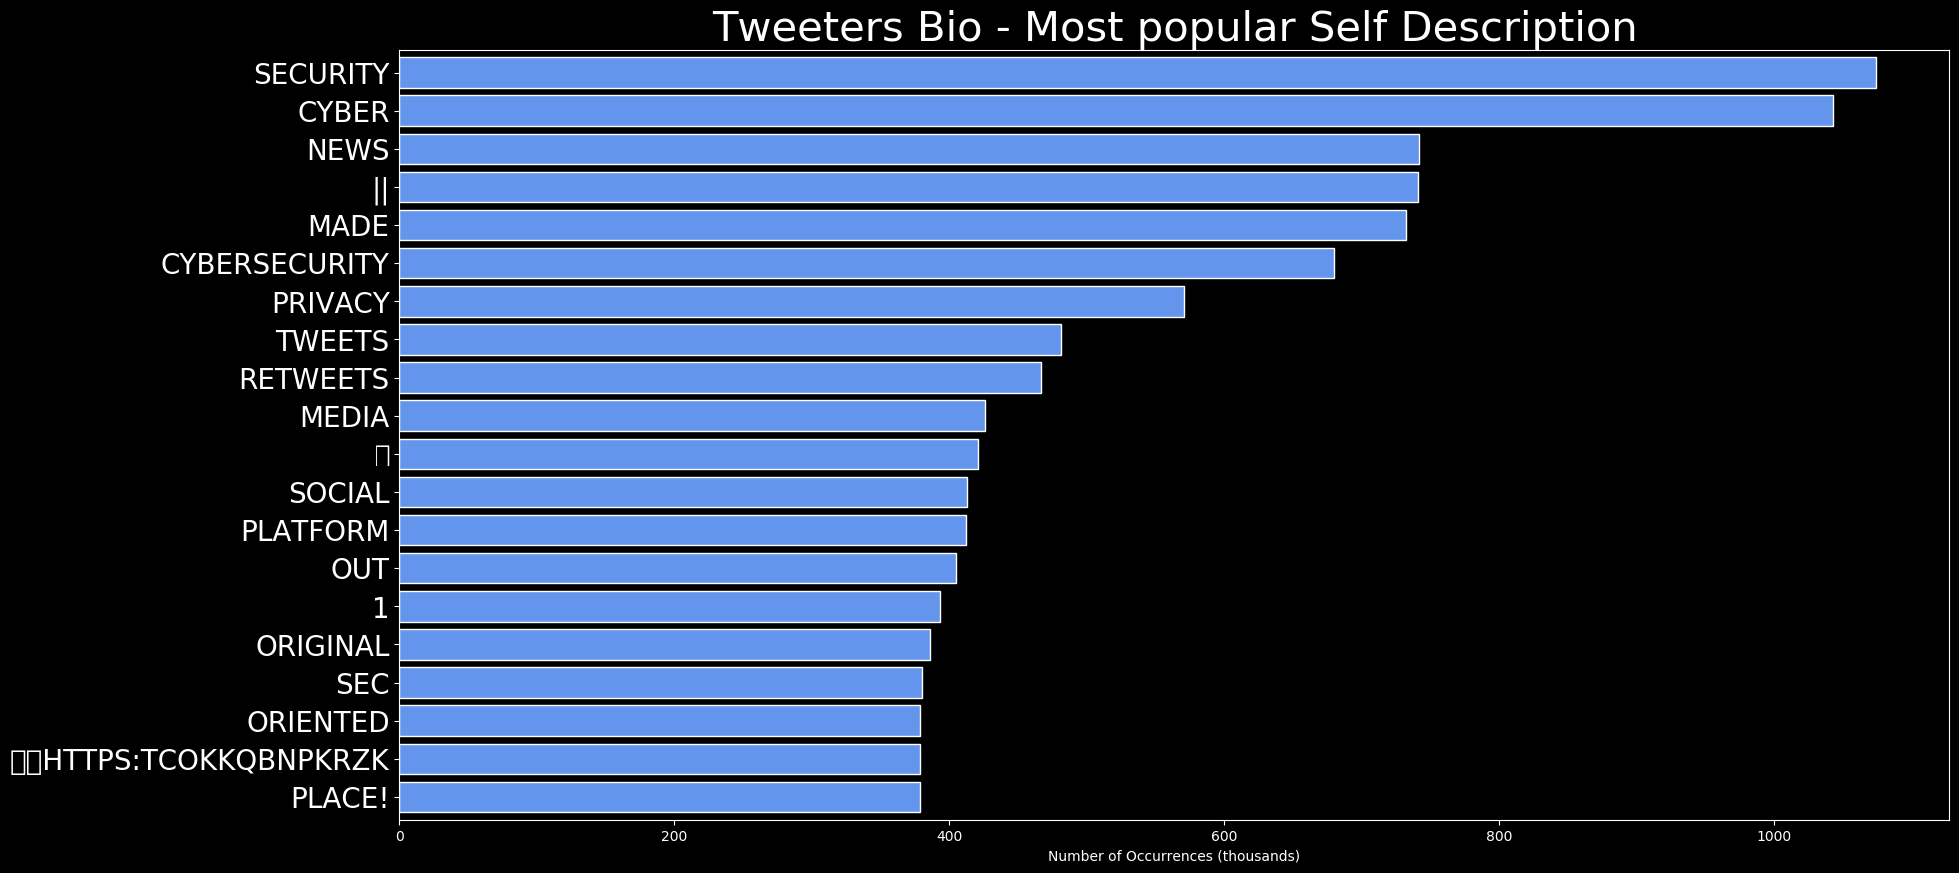 Tweeters Bio - Most popular Self Description
SECURITY
CYBER
NEWS
||
MADE
CYBERSECURITY
PRIVACY
TWEETS
RETWEETS
MEDIA
SOCIAL
PLATFORM
OUT
1
ORIGINAL
SEC
ORIENTED
HTTPS:TCOKKQBNPKRZK
PLACE!
0 200 400 600 800 1000
Number of Occurrences (thousands)